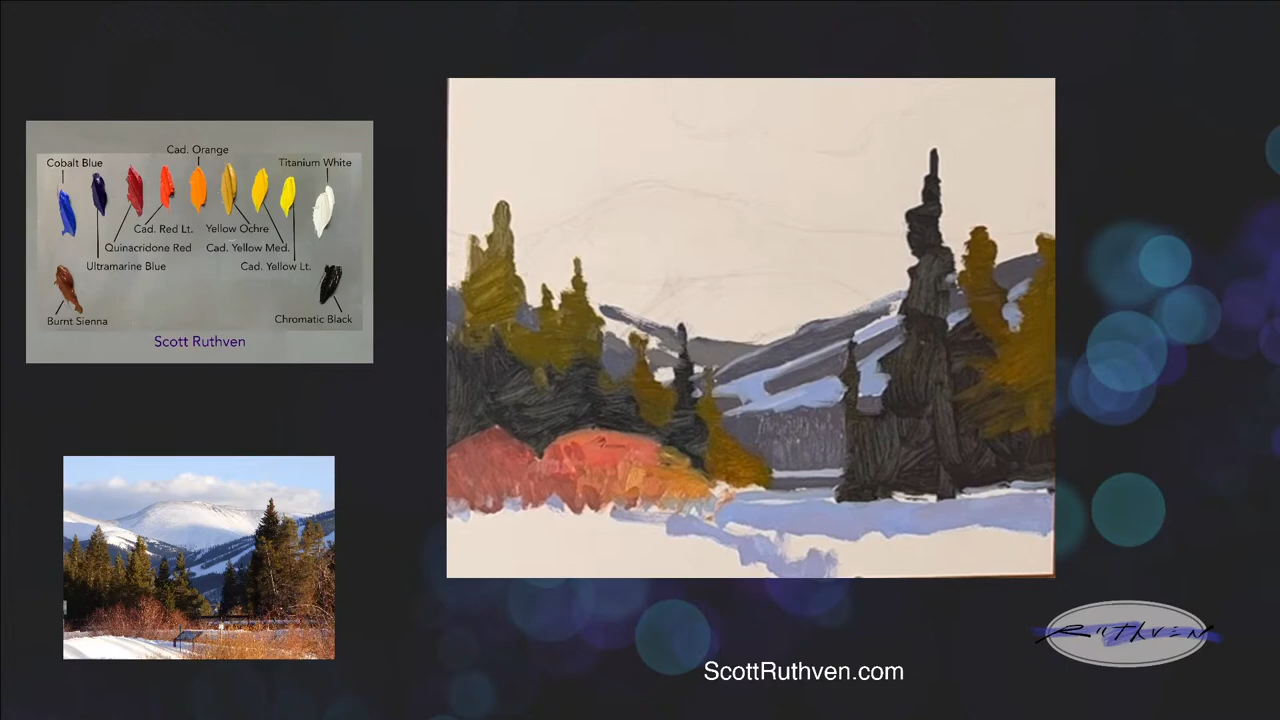 Cad. Orange
Cobalt Blue
Titanium White
Cad. Red Lt.
Yellow Ochre
Quinacridone Red
Cad. Yellow Med.
Ultramarine Blue
Cad. Yellow Lt.
Burnt Sienna
Chromatic Black
Scott Ruthven
RUTHVEN
ScottRuthven.com